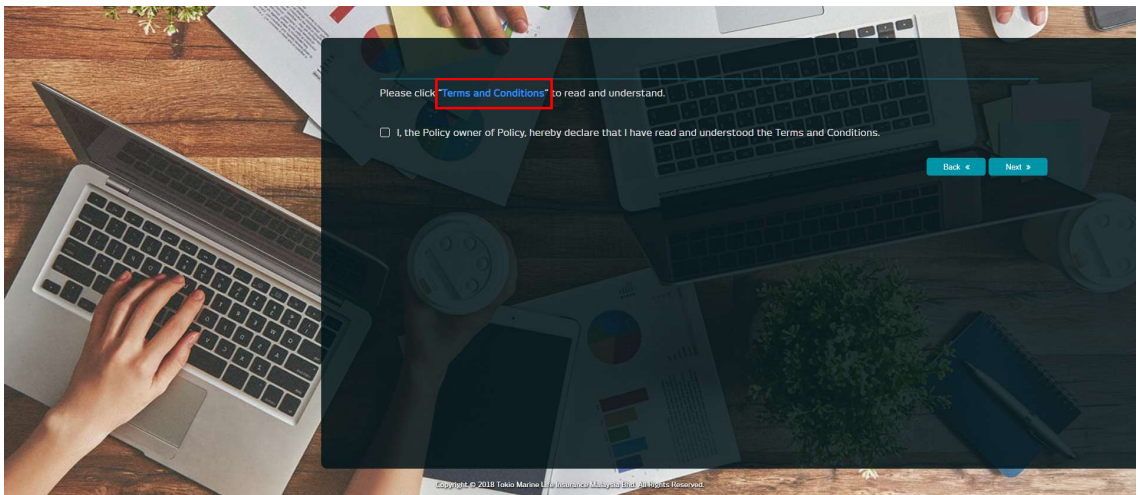 Please click "Terms and Conditions" to read and understand.
I, the Policy owner of Policy, hereby declare that I have read and understood the Terms and Conditions.
Back «
Next »
Copyright © 2018 Tokio Marine Life Insurance Malaysia Bhd. All Rights Reserved.